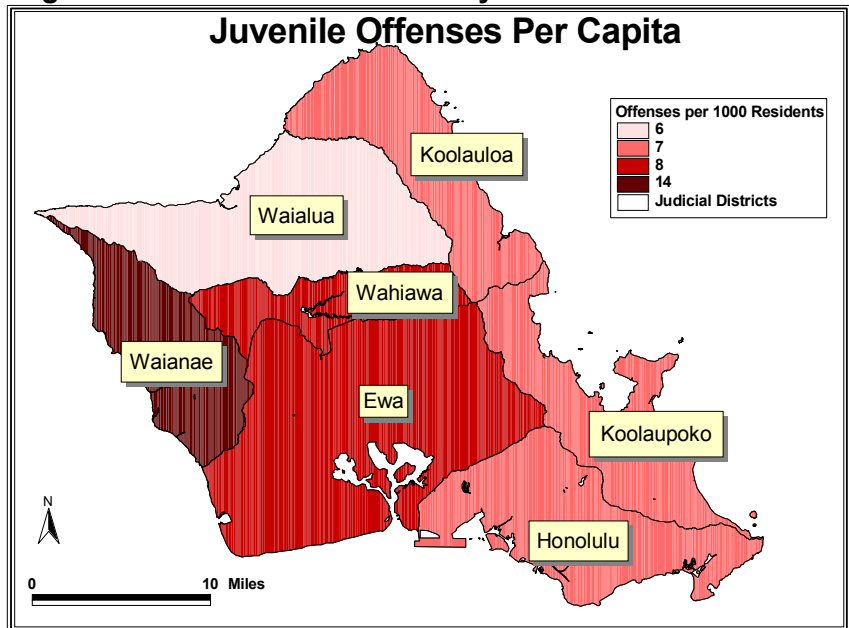 Juvenile Offenses Per Capita
Offenses per 1000 Residents
6
7
8
14
Judicial Districts
Koolauloa
Waialua
Wahiawa
Waianae
Ewa
Koolaupoko
Honolulu
N
0 10 Miles